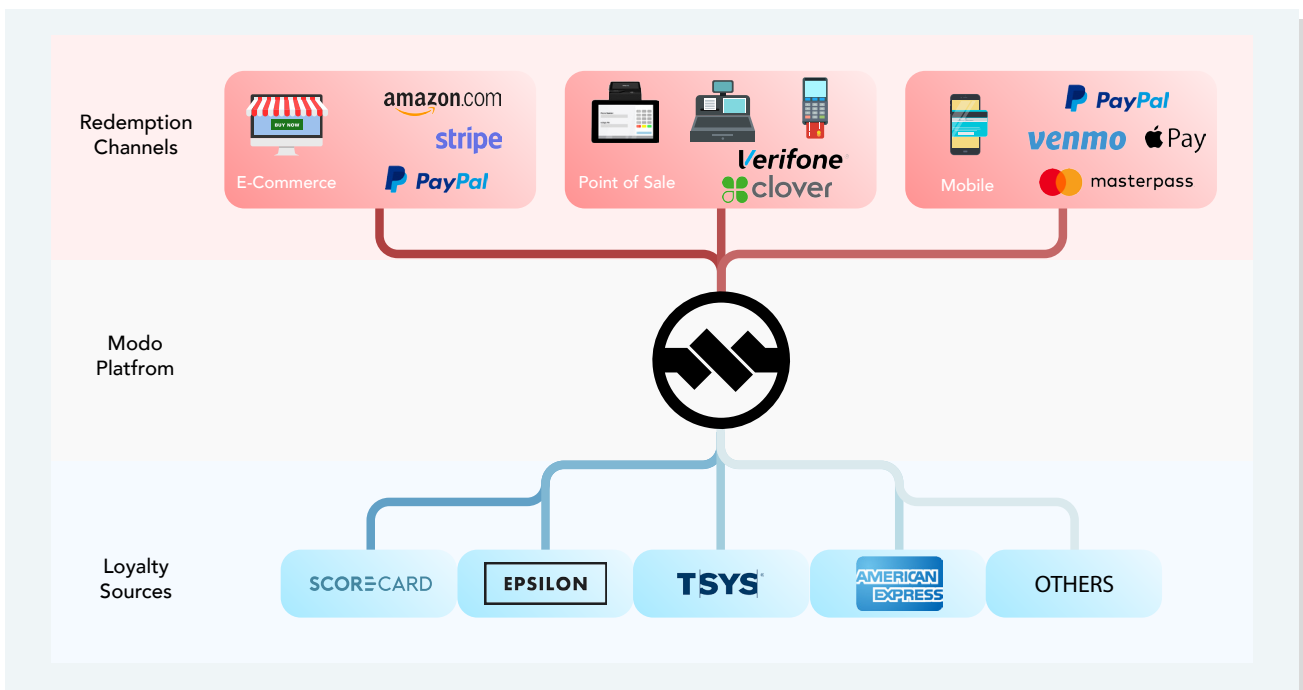 Redemption
Channels
BUY NOW
amazon.com
stripe
PayPal
E-Commerce
Verifone
clover
Point of Sale
PayPal
venmo
Pay
masterpass
Mobile
Modo
Platfrom
Loyalty
Sources
SCORECARD
EPSILON
TSYS
AMERICAN
EXPRESS
OTHERS